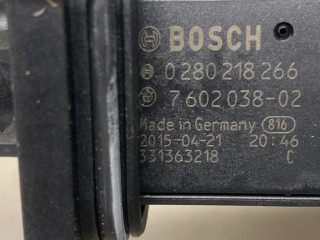 BOSCH
0 280 218 266
7 602 038-02
Made in Germany 816
2015-04-21 20:46
331363218 C